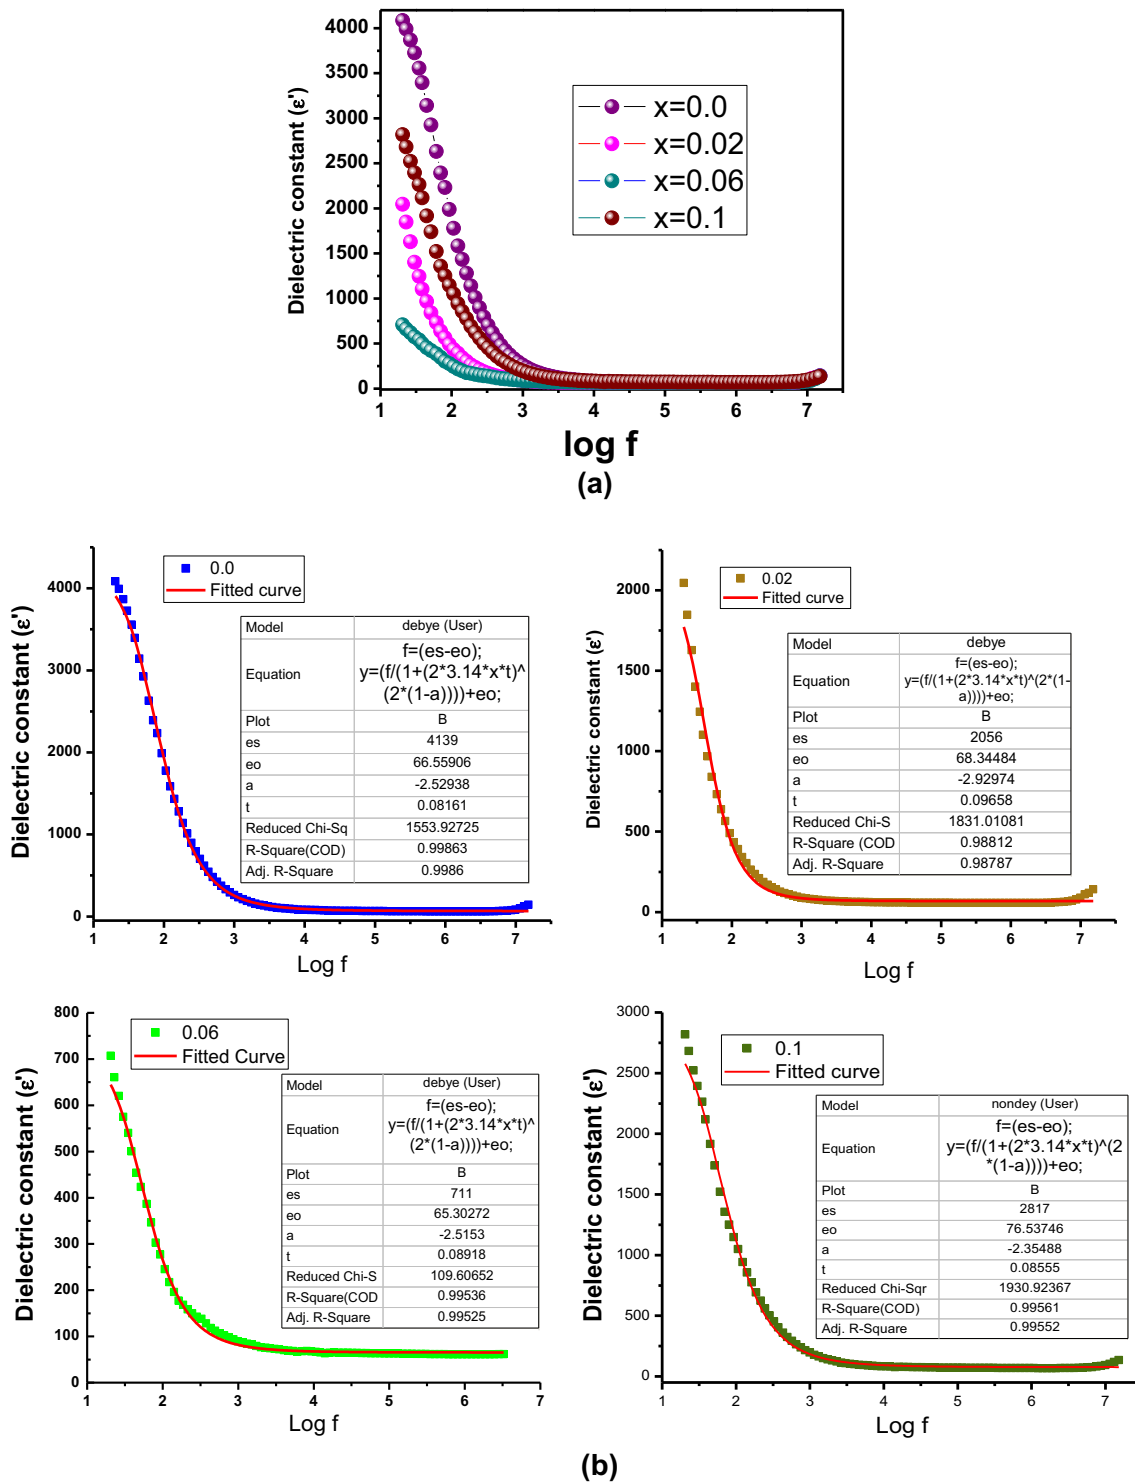 4000
3500
3000
2500
2000
1500
1000
500
0
Dielectric constant (ε')
x=0.0
x=0.02
x=0.06
x=0.1
1 2 3 4 5 6 7
log f
(a)
4000
3000
2000
1000
0
Dielectric constant (ε')
0.0
Fitted curve
Model debye (User)
Equation f=(es-eo);
y=(f/(1+(2*3.14*x*t)^
(2*(1-a))))+eo;
Plot B
es 4139
eo 66.55906
a -2.52938
t 0.08161
Reduced Chi-Sq 1553.92725
R-Square(COD) 0.99863
Adj. R-Square 0.9986
1 2 3 4 5 6 7
Log f
2000
1500
1000
500
0
Dielectric constant (ε')
0.02
Fitted curve
Model debye
Equation f=(es-eo);
y=(f/(1+(2*3.14*x*t)^(2*(1-
a))))+eo;
Plot B
es 2056
eo 68.34484
a -2.92974
t 0.09658
Reduced Chi-S 1831.01081
R-Square (COD 0.98812
Adj. R-Square 0.98787
1 2 3 4 5 6 7
Log f
800
700
600
500
400
300
200
100
0
Dielectric constant (ε')
0.06
Fitted Curve
Model debye (User)
Equation f=(es-eo);
y=(f/(1+(2*3.14*x*t)^
(2*(1-a))))+eo;
Plot B
es 711
eo 65.30272
a -2.5153
t 0.08918
Reduced Chi-S 109.60652
R-Square(COD 0.99536
Adj. R-Square 0.99525
1 2 3 4 5 6 7
Log f
3000
2500
2000
1500
1000
500
0
Dielectric constant (ε')
0.1
Fitted curve
Model nondey (User)
Equation f=(es-eo);
y=(f/(1+(2*3.14*x*t)^(2
*(1-a))))+eo;
Plot B
es 2817
eo 76.53746
a -2.35488
t 0.08555
Reduced Chi-Sqr 1930.92367
R-Square(COD) 0.99561
Adj. R-Square 0.99552
1 2 3 4 5 6 7
Log f
(b)